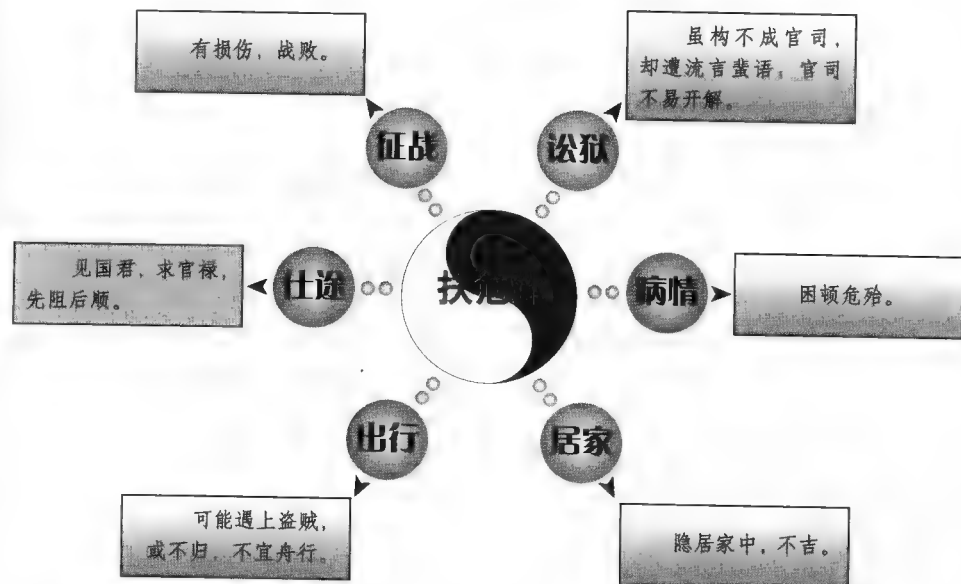 有损伤，战败。
虽构不成官司，
却遭流言蜚语，官司
不易开解。
征战
讼狱
见国君，求官禄，
先阻后顺。
仕途
扶危
病情
困顿危殆。
出行
居家
可能遇上盗贼，
或不归，不宜舟行。
隐居家中，不吉。